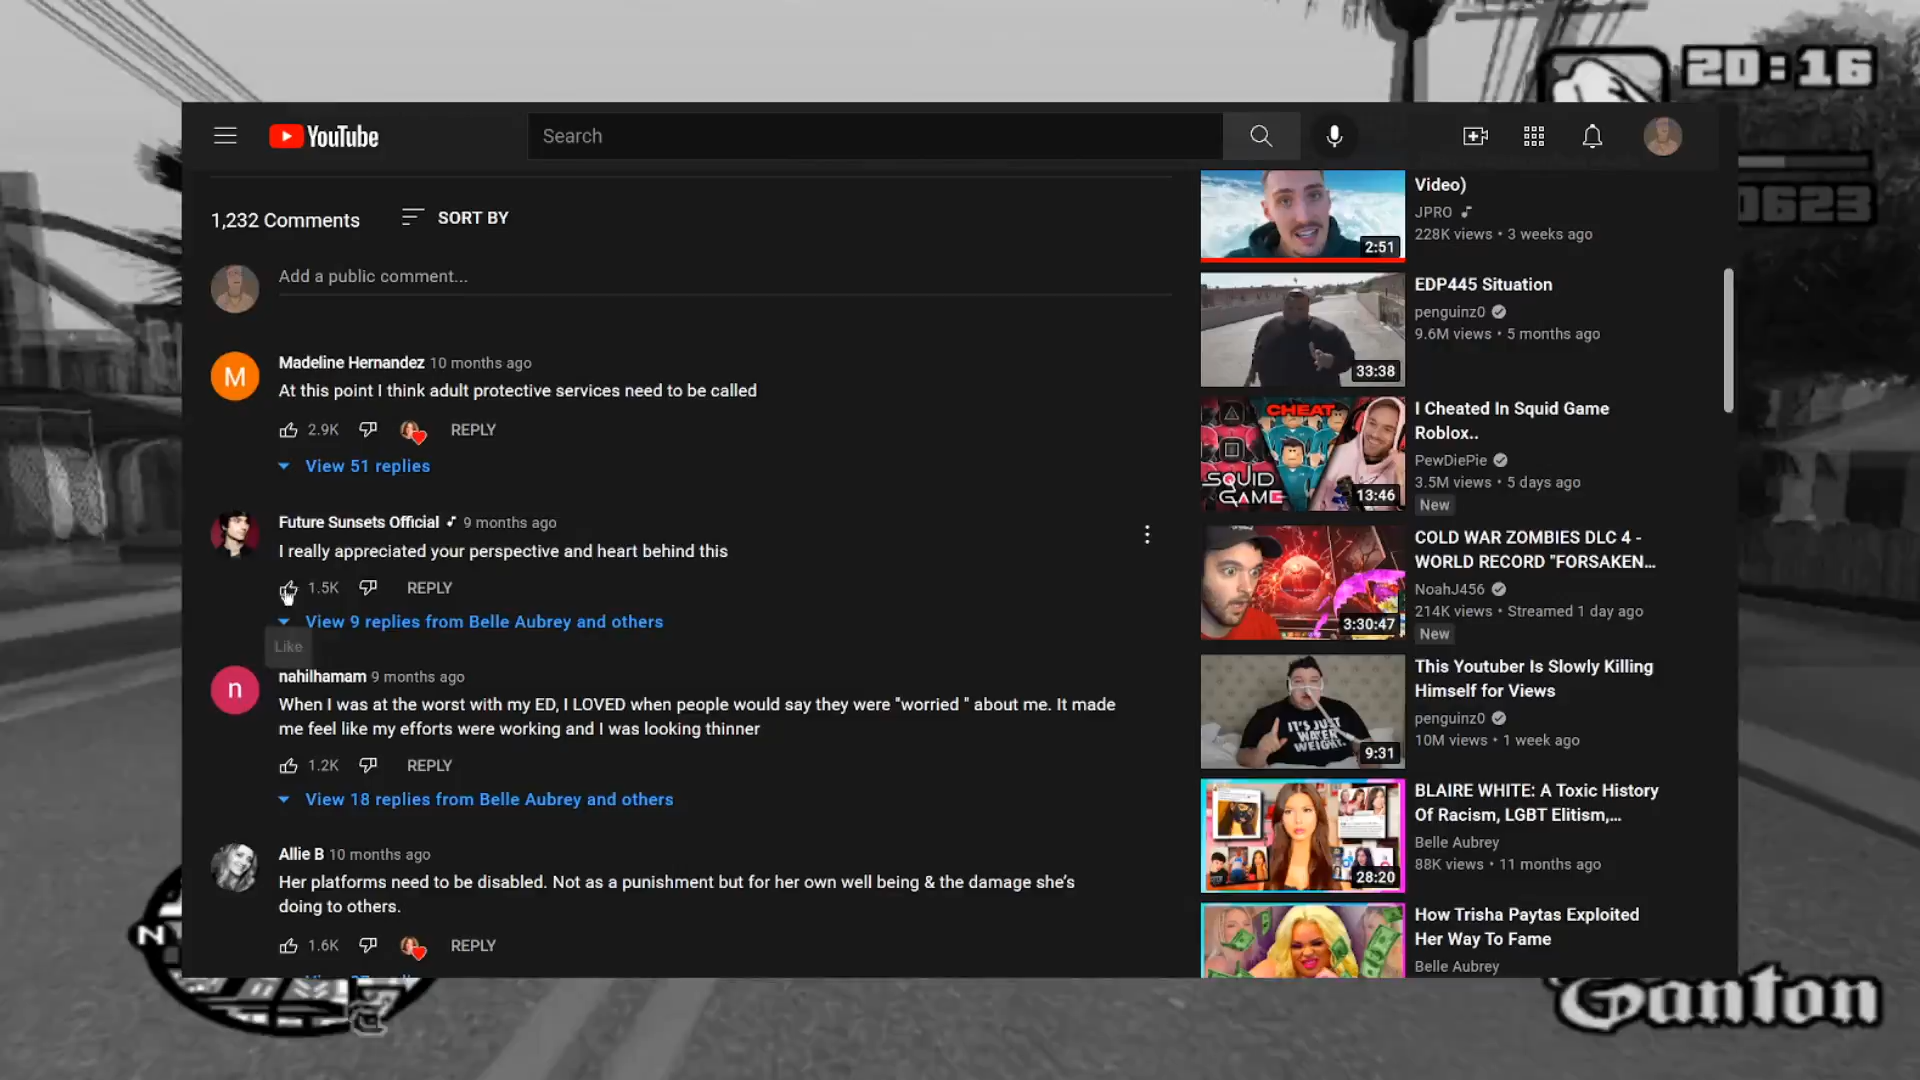 20:16
YouTube
Search
0623
1,232 Comments
SORT BY
Add a public comment...
Madeline Hernandez 10 months ago
At this point I think adult protective services need to be called
2.9K
REPLY
View 51 replies
Future Sunsets Official 9 months ago
I really appreciated your perspective and heart behind this
1.5K
REPLY
View 9 replies from Belle Aubrey and others
Like
n
nahilhamam 9 months ago
When I was at the worst with my ED, I LOVED when people would say they were "worried " about me. It made
me feel like my efforts were working and I was looking thinner
1.2K
REPLY
View 18 replies from Belle Aubrey and others
Allie B 10 months ago
Her platforms need to be disabled. Not as a punishment but for her own well being & the damage she's
doing to others.
1.6K
REPLY
M
Video)
JPRO
228K views • 3 weeks ago
2:51
EDP445 Situation
penguinz0
9.6M views • 5 months ago
33:38
I Cheated In Squid Game
Roblox..
PewDiePie
3.5M views • 5 days ago
New
CHEAT
SQUID
GAME
13:46
COLD WAR ZOMBIES DLC 4 -
WORLD RECORD "FORSAKEN...
NoahJ456
214K views • Streamed 1 day ago
New
3:30:47
This Youtuber Is Slowly Killing
Himself for Views
penguinz0
10M views • 1 week ago
IT'S JUST
WATER
WEIGHT.
9:31
BLAIRE WHITE: A Toxic History
Of Racism, LGBT Elitism,...
Belle Aubrey
88K views • 11 months ago
28:20
How Trisha Paytas Exploited
Her Way To Fame
Belle Aubrey
N
Ganton